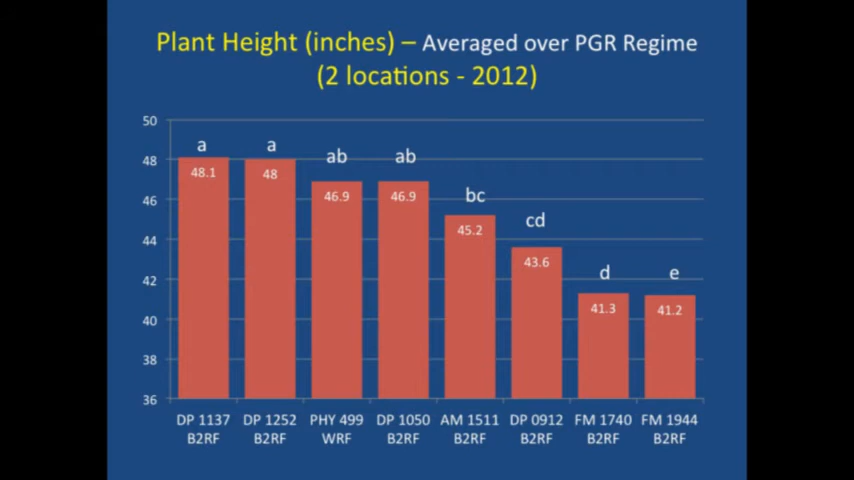 Plant Height (inches) – Averaged over PGR Regime
(2 locations - 2012)
50
48
46
44
42
40
38
36
a
a
ab
ab
bc
cd
d
e
48.1
48
46.9
46.9
45.2
43.6
41.3
41.2
DP 1137 B2RF
DP 1252 B2RF
PHY 499 WRF
DP 1050 B2RF
AM 1511 B2RF
DP 0912 B2RF
FM 1740 B2RF
FM 1944 B2RF